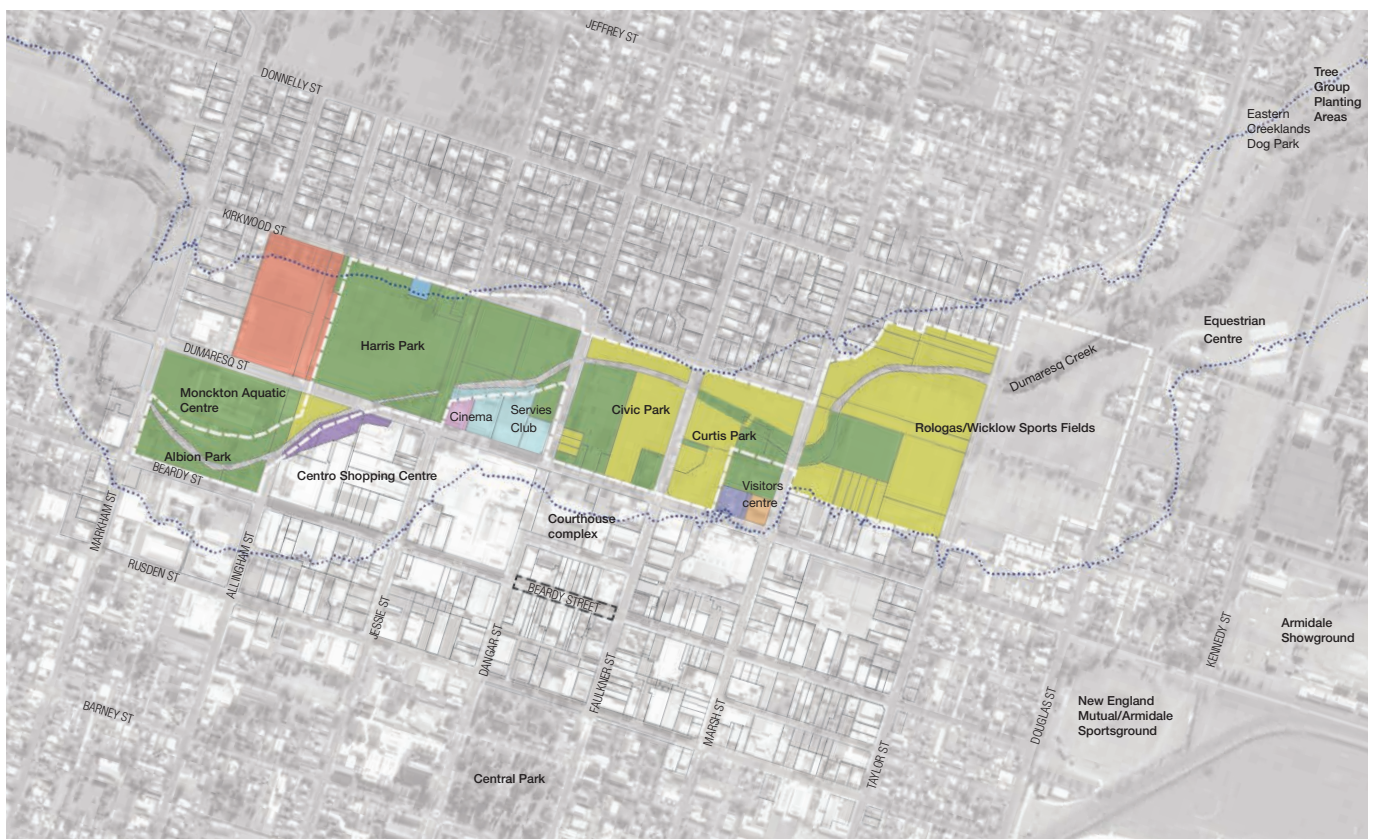 JEFFREY ST
DONNELLY ST
Tree
Group
Planting
Areas
Eastern
Creeklands
Dog Park
KIRKWOOD ST
Equestrian
Centre
Harris Park
DUMARESQ ST
Dumaresq Creek
Monckton Aquatic
Centre
Cinema
Servies
Club
Civic Park
Curtis Park
Rologas/Wicklow Sports Fields
Albion Park
BEARDY ST
Centro Shopping Centre
Visitors
centre
Courthouse
complex
MARKHAM ST
RUSDEN ST
ALLINGHAM ST
JESSIE ST
BEARDY STREET
DANGAR ST
FAULKNER ST
MARSH ST
TAYLOR ST
DOUGLAS ST
KENNEDY ST
Armidale
Showground
New England
Mutual/Armidale
Sportsground
BARNEY ST
Central Park